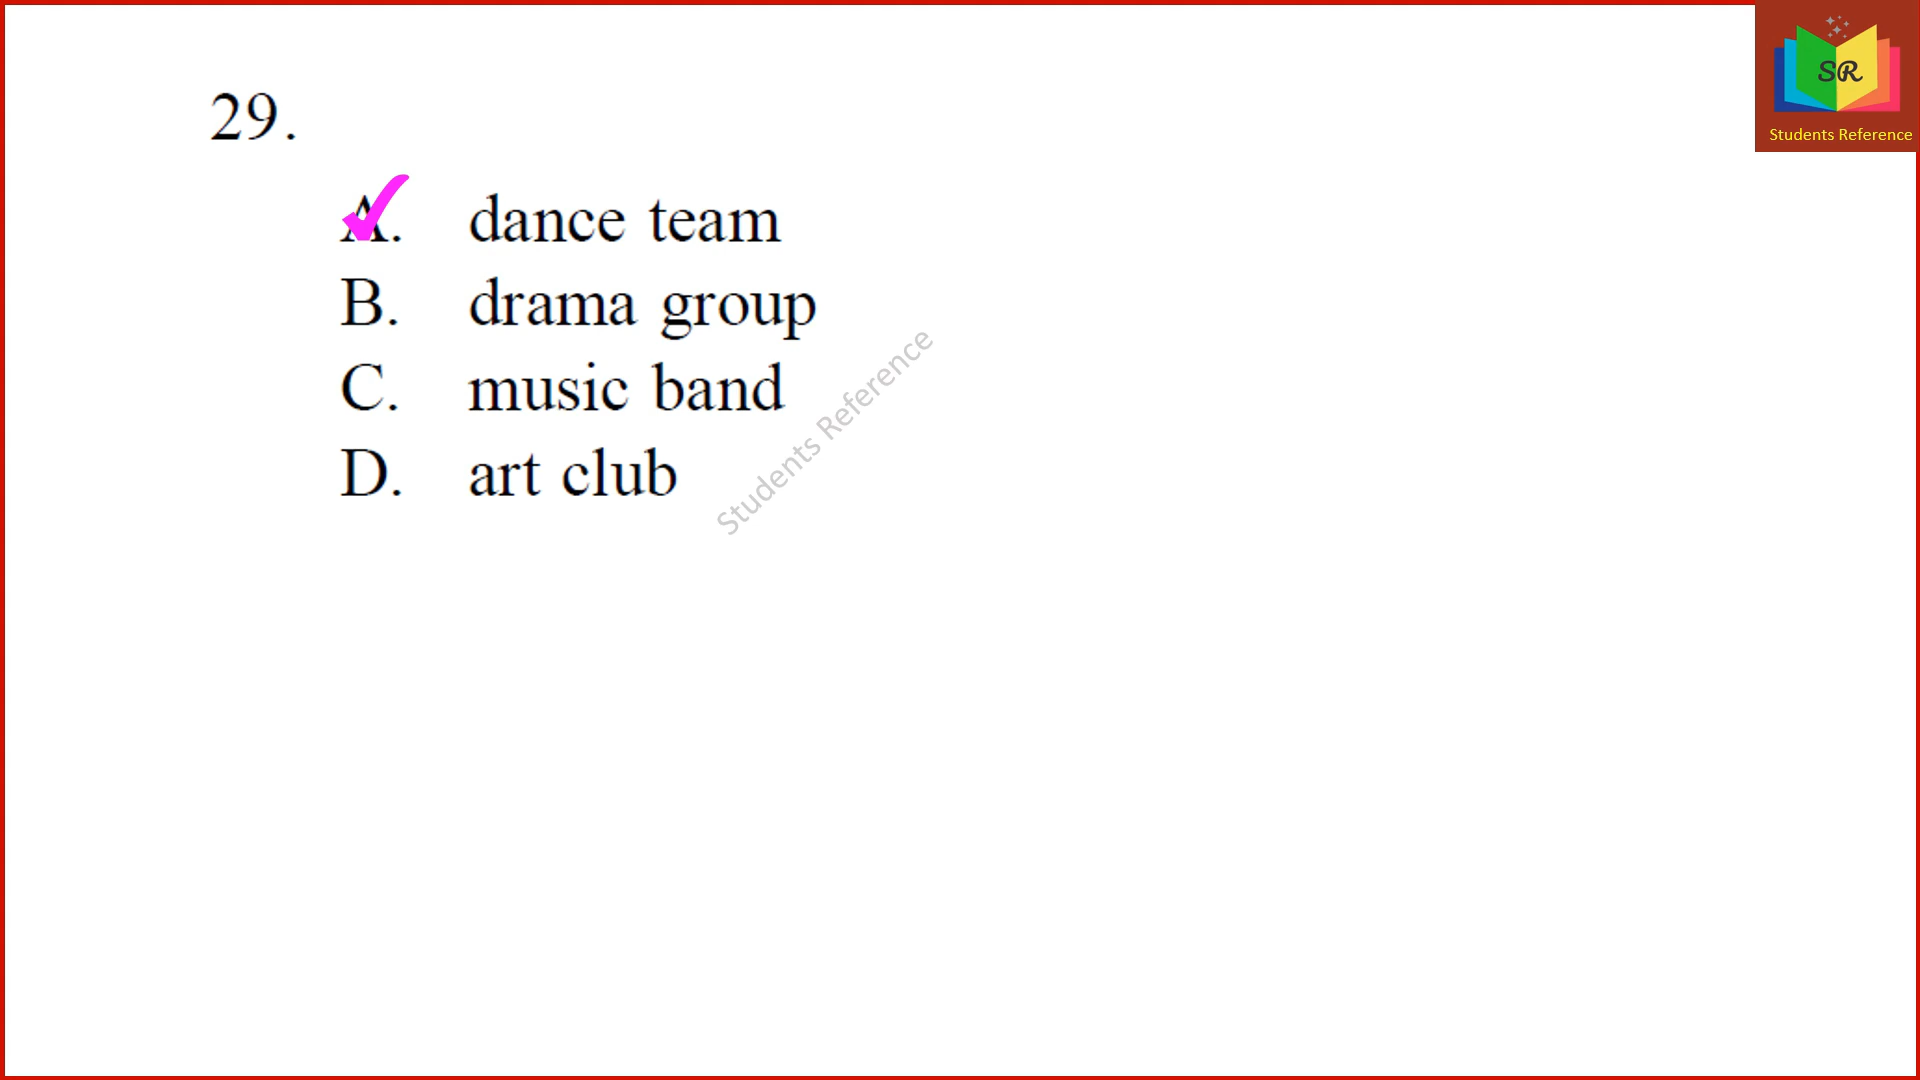 29.
A. dance team
B. drama group
C. music band
D. art club
Students Reference
SR
Students Reference